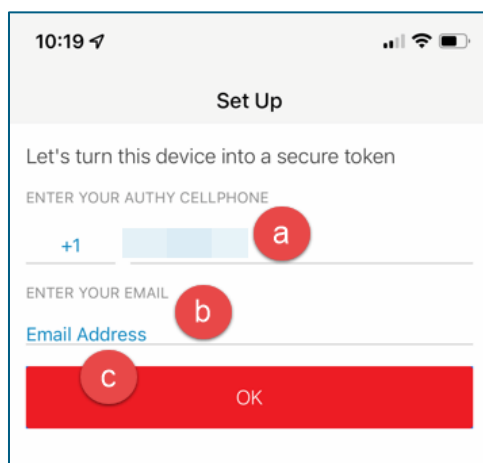 10:19
Set Up
Let's turn this device into a secure token
ENTER YOUR AUTHY CELLPHONE
+1
a
ENTER YOUR EMAIL
b
Email Address
c
OK